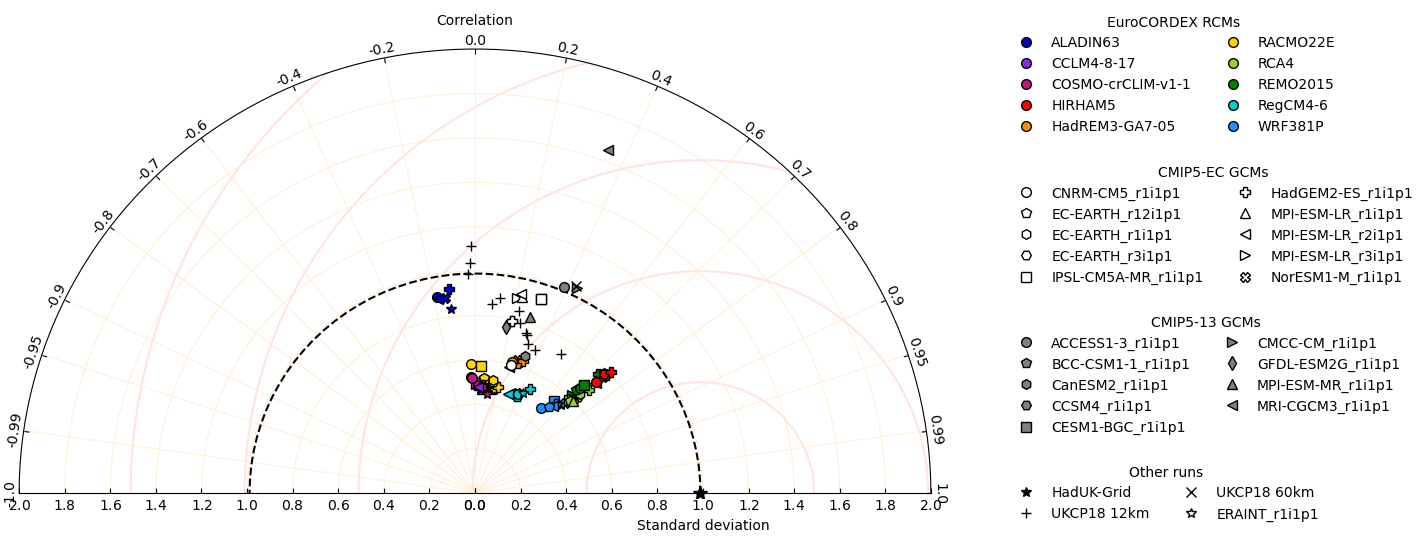 Correlation
-1.0
-0.99
-0.95
-0.9
-0.8
-0.7
-0.6
-0.4
-0.2
0.0
0.2
0.4
0.6
0.7
0.8
0.9
0.95
0.99
1.0
2.0 1.8 1.6 1.4 1.2 1.0 0.8 0.6 0.4 0.2 0.0 0.2 0.4 0.6 0.8 1.0 1.2 1.4 1.6 1.8 2.0
Standard deviation
EuroCORDEX RCMs
ALADIN63
CCLM4-8-17
COSMO-crCLIM-v1-1
HIRHAM5
HadREM3-GA7-05
RACMO22E
RCA4
REMO2015
RegCM4-6
WRF381P
CMIP5-EC GCMs
CNRM-CM5_r1i1p1
EC-EARTH_r12i1p1
EC-EARTH_r1i1p1
EC-EARTH_r3i1p1
IPSL-CM5A-MR_r1i1p1
HadGEM2-ES_r1i1p1
MPI-ESM-LR_r1i1p1
MPI-ESM-LR_r2i1p1
MPI-ESM-LR_r3i1p1
NorESM1-M_r1i1p1
CMIP5-13 GCMs
ACCESS1-3_r1i1p1
BCC-CSM1-1_r1i1p1
CanESM2_r1i1p1
CCSM4_r1i1p1
CESM1-BGC_r1i1p1
CMCC-CM_r1i1p1
GFDL-ESM2G_r1i1p1
MPI-ESM-MR_r1i1p1
MRI-CGCM3_r1i1p1
Other runs
HadUK-Grid
UKCP18 12km
UKCP18 60km
ERAINT_r1i1p1